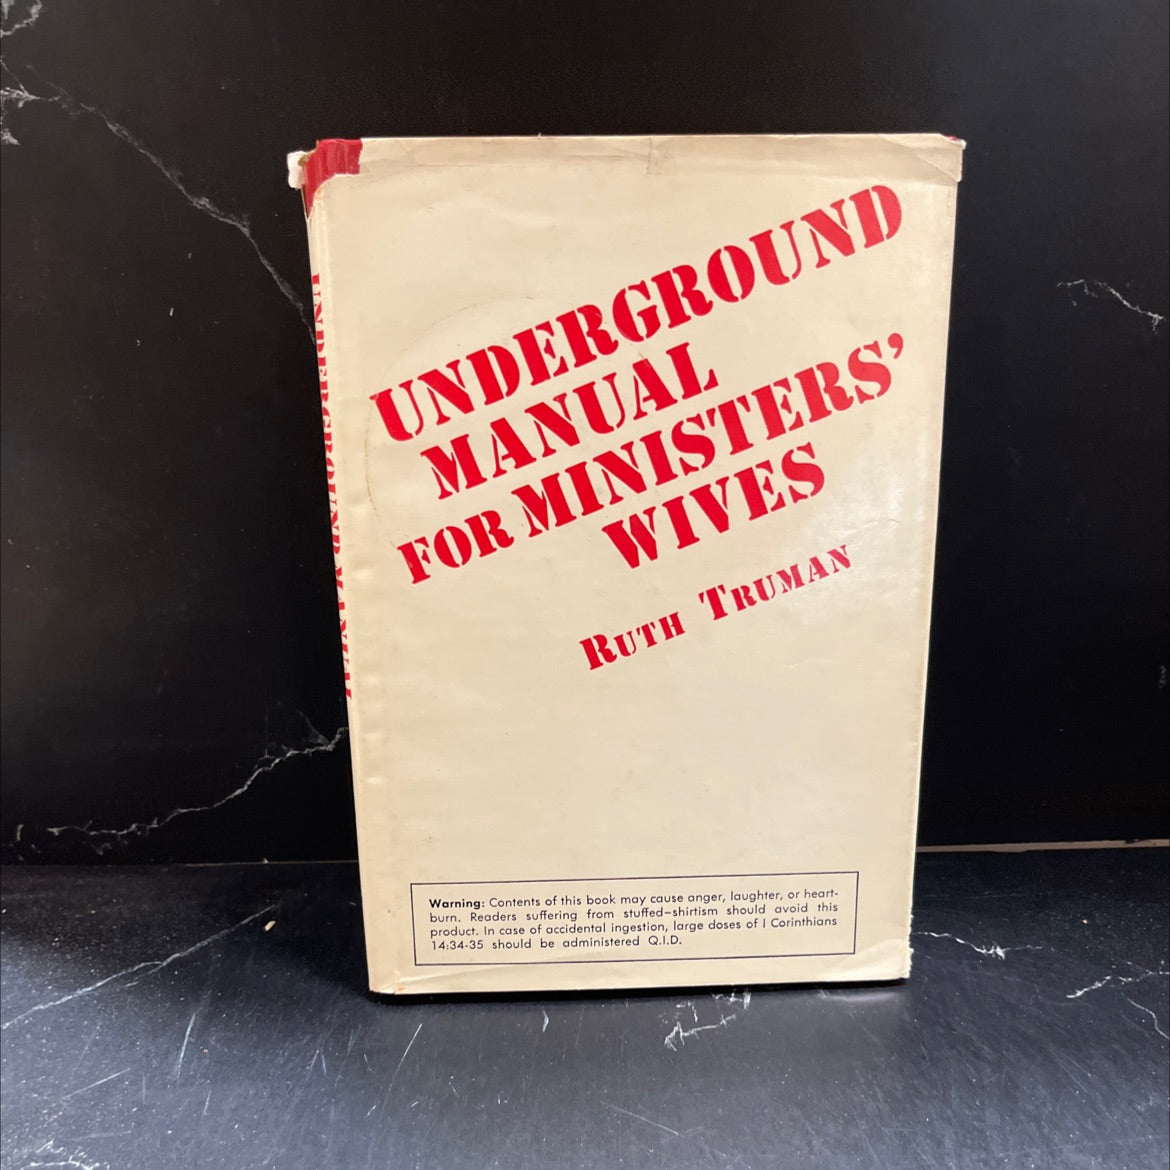 UNDERGROUND
MANUAL
FOR MINISTERS'
WIVES
RUTH TRUMAN
Warning: Contents of this book may cause anger, laughter, or heart-
burn. Readers suffering from stuffed-shirtism should avoid this
product. In case of accidental ingestion, large doses of I Corinthians
14:34-35 should be administered Q.I.D.
UNDERGROUND MANUAL